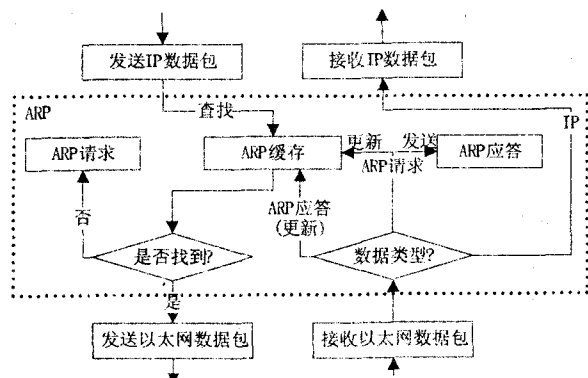 发送IP数据包
接收IP数据包
ARP
查找
IP
ARP请求
ARP缓存
更新
发送
ARP应答
ARP请求
否
ARP应答
(更新)
是否找到?
数据类型?
是
发送以太网数据包
接收以太网数据包